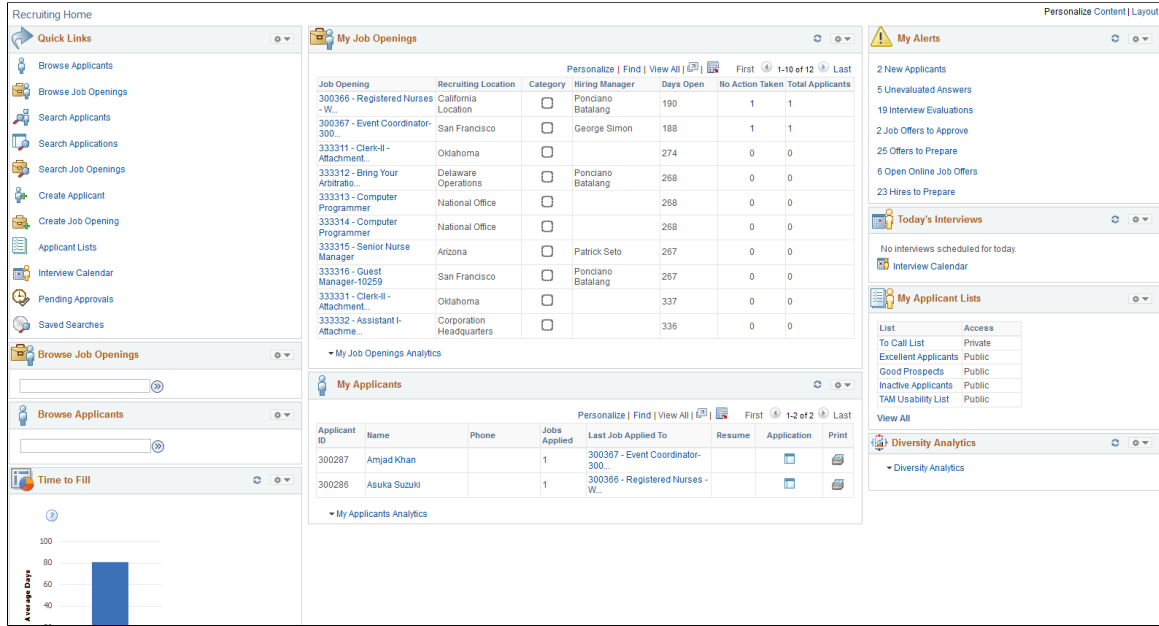 Recruiting Home
Personalize Content | Layout
Quick Links
Browse Applicants
Browse Job Openings
Search Applicants
Search Applications
Search Job Openings
Create Applicant
Create Job Opening
Applicant Lists
Interview Calendar
Pending Approvals
Saved Searches
Browse Job Openings
Browse Applicants
Time to Fill
100
80
60
40
Average Days
My Job Openings
Personalize | Find | View All | | First 1-10 of 12 Last
Job Opening Recruiting Location Category Hiring Manager Days Open No Action Taken Total Applicants
300366 - Registered Nurses - W... California Location Ponciano Batalang 190 1 1
300367 - Event Coordinator-300... San Francisco George Simon 188 1 1
333311 - Clerk-II - Attachment... Oklahoma 274 0 0
333312 - Bring Your Arbitratio... Delaware Operations Ponciano Batalang 268 0 0
333313 - Computer Programmer National Office 268 0 0
333314 - Computer Programmer National Office 268 0 0
333315 - Senior Nurse Manager Arizona Patrick Seto 267 0 0
333316 - Guest Manager-10259 San Francisco Ponciano Batalang 267 0 0
333331 - Clerk-II - Attachment... Oklahoma 337 0 0
333332 - Assistant I-Attachme... Corporation Headquarters 336 0 0
My Job Openings Analytics
My Applicants
Personalize | Find | View All | | First 1-2 of 2 Last
Applicant ID Name Phone Jobs Applied Last Job Applied To Resume Application Print
300287 Amjad Khan 1 300367 - Event Coordinator-300...
300286 Asuka Suzuki 1 300366 - Registered Nurses - W...
My Applicants Analytics
My Alerts
2 New Applicants
5 Unevaluated Answers
19 Interview Evaluations
2 Job Offers to Approve
25 Offers to Prepare
6 Open Online Job Offers
23 Hires to Prepare
Today's Interviews
No interviews scheduled for today.
Interview Calendar
My Applicant Lists
List Access
To Call List Private
Excellent Applicants Public
Good Prospects Public
Inactive Applicants Public
TAM Usability List Public
View All
Diversity Analytics
Diversity Analytics